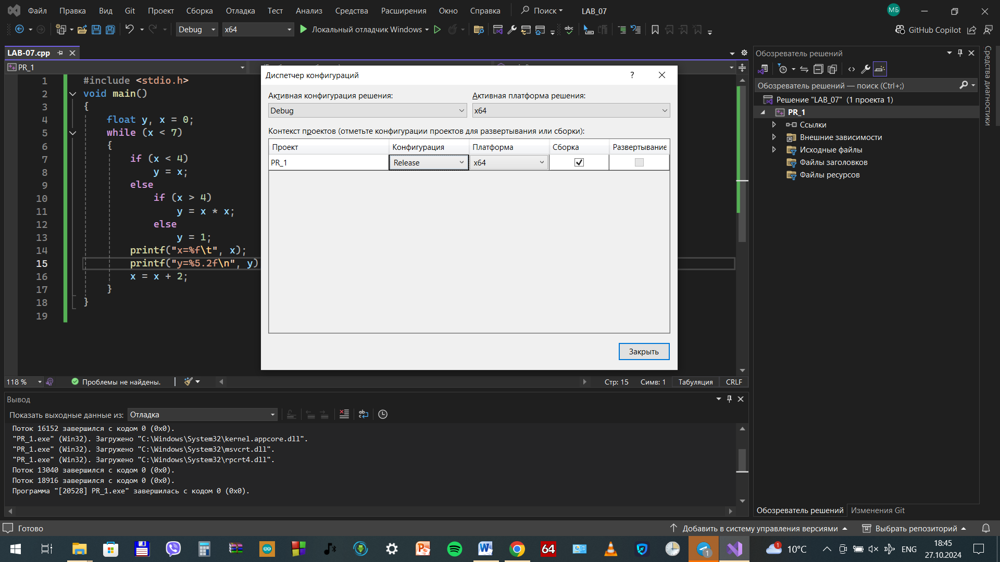 Файл Правка Вид Git Проект Сборка Отладка Тест Анализ Средства Расширения Окно Справка Поиск LAB_07 МБ
Debug x64 Локальный отладчик Windows abc GitHub Copilot
LAB-07.cpp
PR_1
1 #include <stdio.h>
2 void main()
3 {
4 float y, x = 0;
5 while (x < 7)
6 {
7 if (x < 4)
8 y = x;
9 else
10 if (x > 4)
11 y = x * x;
12 else
13 y = 1;
14 printf("x=%f\t", x);
15 printf("y=%5.2f\n", y)
16 x = x + 2;
17 }
18 }
19
Диспетчер конфигураций ?
Активная конфигурация решения: Активная платформа решения:
Debug x64
Контекст проектов (отметьте конфигурации проектов для развертывания или сборки):
Проект Конфигурация Платформа Сборка Развертывание
PR_1 Release x64
Закрыть
Обозреватель решений
Обозреватель решений — поиск (Ctrl+;)
Решение "LAB_07" (1 проекта 1)
PR_1
Ссылки
Внешние зависимости
Исходные файлы
Файлы заголовков
Файлы ресурсов
Средства диагностики
118 % Проблемы не найдены. Стр: 15 Симв: 1 Табуляция CRLF
Вывод
Показать выходные данные из: Отладка
Поток 16152 завершился с кодом 0 (0x0).
"PR_1.exe" (Win32). Загружено "C:\Windows\System32\kernel.appcore.dll".
"PR_1.exe" (Win32). Загружено "C:\Windows\System32\msvcrt.dll".
"PR_1.exe" (Win32). Загружено "C:\Windows\System32\rpcrt4.dll".
Поток 13040 завершился с кодом 0 (0x0).
Поток 18916 завершился с кодом 0 (0x0).
Программа "[20528] PR_1.exe" завершилась с кодом 0 (0x0).
Обозреватель решений Изменения Git
Готово Добавить в систему управления версиями Выбрать репозиторий
64 1 1 10°C ENG 18:45
27.10.2024